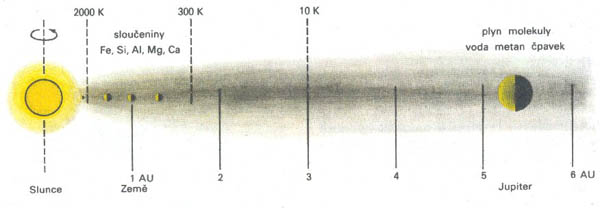 2000 K
300 K
10 K
sloučeniny
Fe, Si, Al, Mg, Ca
plyn molekuly
voda metan čpavek
1 AU
2
3
4
5
6 AU
Slunce
Země
Jupiter